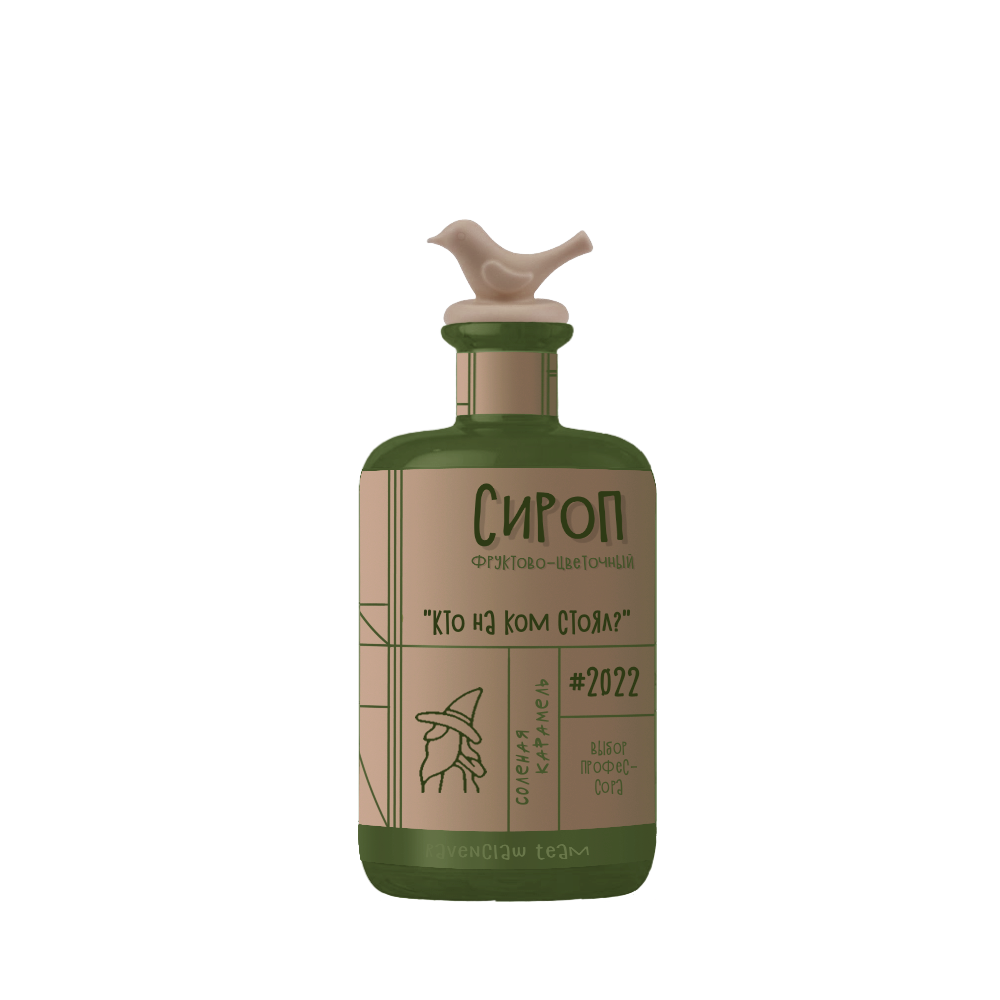 Сироп
фруктово-цветочный
"Кто на ком стоял?"
соленая
карамель
#2022
выбор
профес-
сора
Ravenclaw team